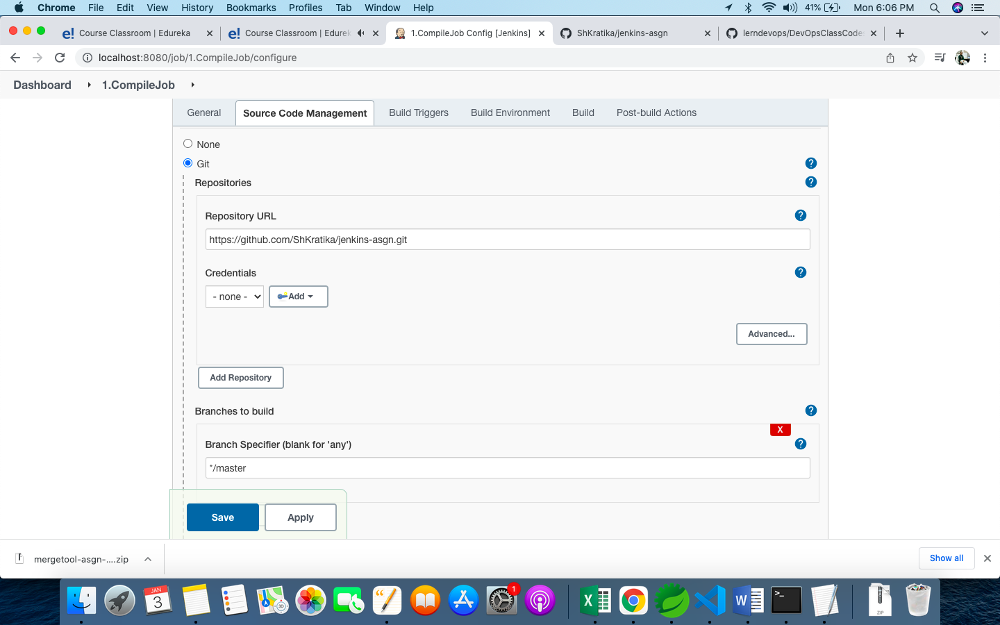 Chrome File Edit View History Bookmarks Profiles Tab Window Help 41% Mon 6:06 PM
e! Course Classroom | Edureka e! Course Classroom | Edurek 1.CompileJob Config [Jenkins] ShKratika/jenkins-asgn lerndevops/DevOpsClassCode
localhost:8080/job/1.CompileJob/configure
Dashboard 1.CompileJob
General Source Code Management Build Triggers Build Environment Build Post-build Actions
None
Git ?
Repositories ?
Repository URL ?
https://github.com/ShKratika/jenkins-asgn.git
Credentials ?
- none - Add
Advanced...
Add Repository
Branches to build ?
X
Branch Specifier (blank for 'any') ?
*/master
Save Apply
mergetool-asgn-....zip Show all
JAN 3 3D 1 X W >_ ZIP